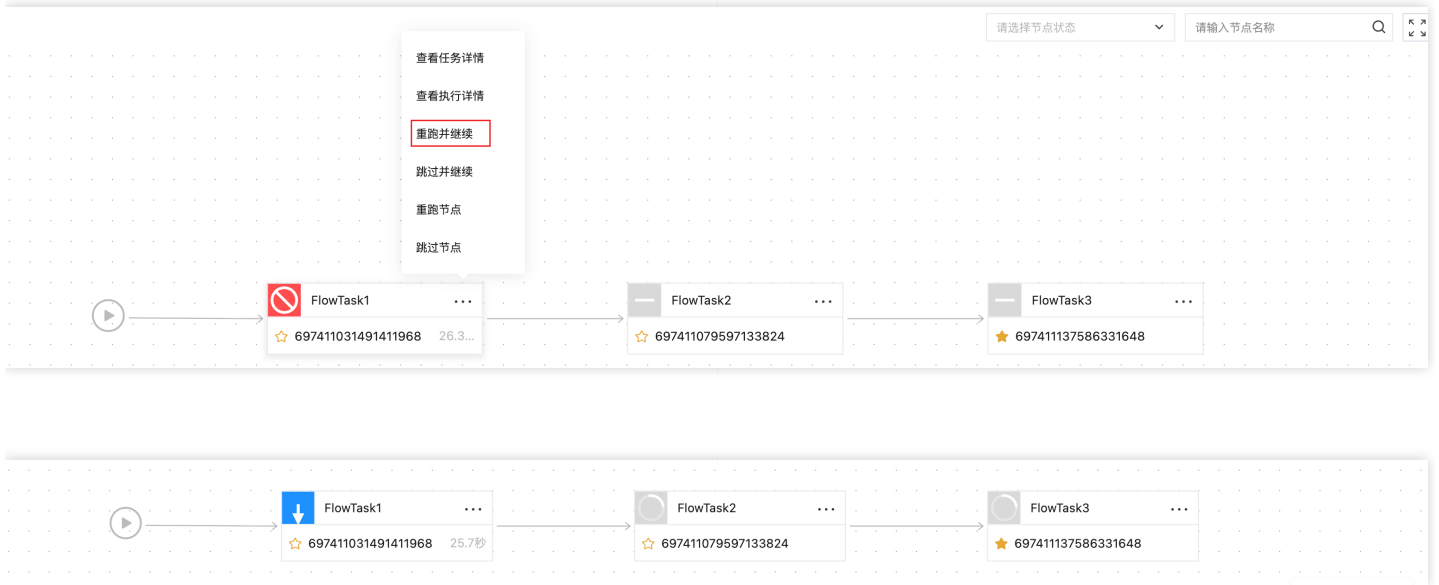 请选择节点状态
请输入节点名称
查看任务详情
查看执行详情
重跑并继续
跳过并继续
重跑节点
跳过节点
FlowTask1 ...
697411031491411968 26.3...
FlowTask2 ...
697411079597133824
FlowTask3 ...
697411137586331648
FlowTask1 ...
697411031491411968 25.7秒
FlowTask2 ...
697411079597133824
FlowTask3 ...
697411137586331648